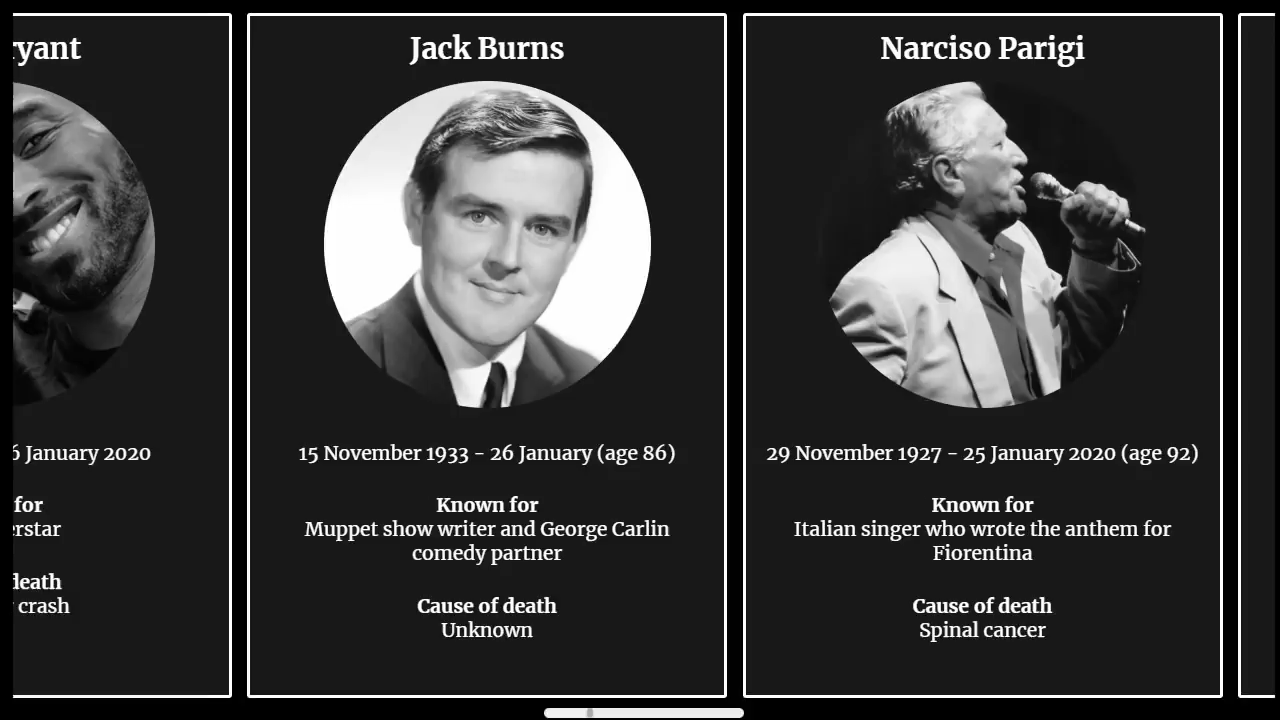 ryant
6 January 2020
for
erstar
death
crash
Jack Burns
15 November 1933 - 26 January (age 86)
Known for
Muppet show writer and George Carlin
comedy partner
Cause of death
Unknown
Narciso Parigi
29 November 1927 - 25 January 2020 (age 92)
Known for
Italian singer who wrote the anthem for
Fiorentina
Cause of death
Spinal cancer